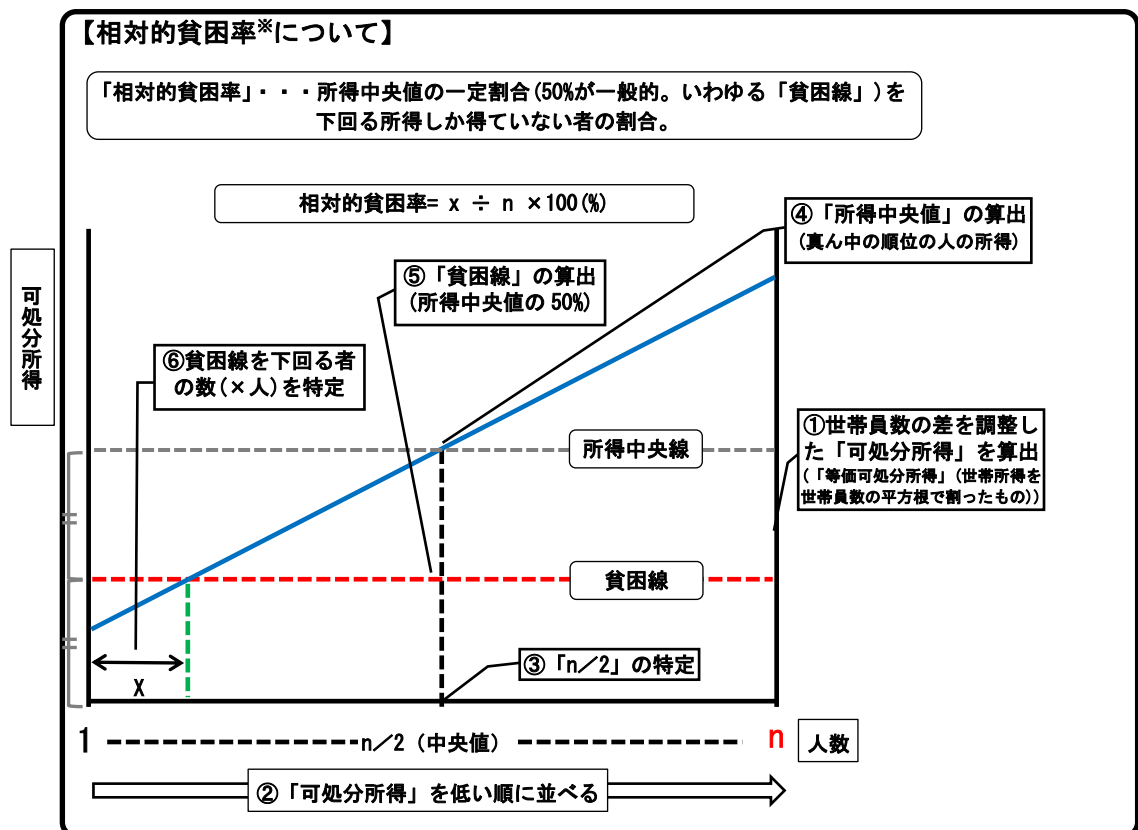 【相対的貧困率※について】
「相対的貧困率」・・・所得中央値の一定割合(50%が一般的。いわゆる「貧困線」)を
下回る所得しか得ていない者の割合。
相対的貧困率= x ÷ n ×100(%)
④「所得中央値」の算出
(真ん中の順位の人の所得)
⑤「貧困線」の算出
(所得中央値の 50%)
可処分所得
⑥貧困線を下回る者
の数(×人)を特定
所得中央線
①世帯員数の差を調整し
た「可処分所得」を算出
(「等価可処分所得」(世帯所得を
世帯員数の平方根で割ったもの))
貧困線
③「n/2」の特定
X
1
n/2 (中央値)
n
人数
②「可処分所得」を低い順に並べる